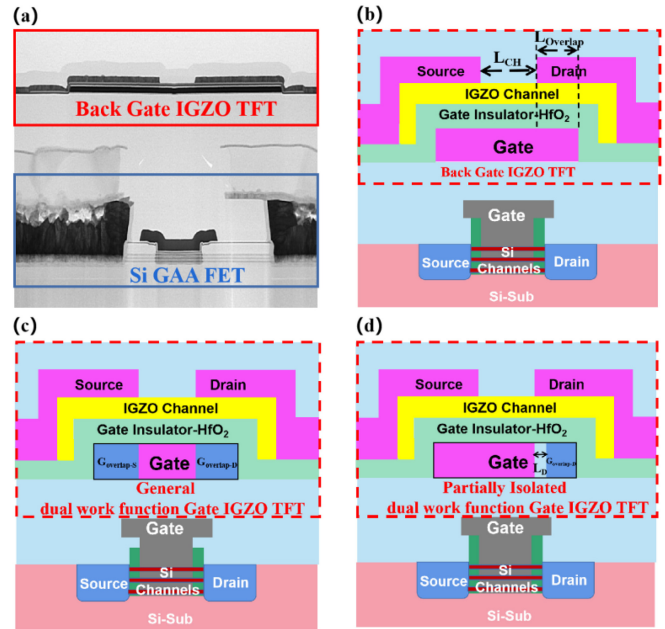 (a)
Back Gate IGZO TFT
Si GAA FET
(b)
L_Overlap
L_CH
Source
Drain
IGZO Channel
Gate Insulator-HfO₂
Gate
Back Gate IGZO TFT
Gate
Si
Source
Channels
Drain
Si-Sub
(c)
Source
Drain
IGZO Channel
Gate Insulator-HfO₂
G_overlap-S
Gate
G_overlap-D
General
dual work function Gate IGZO TFT
Gate
Si
Source
Channels
Drain
Si-Sub
(d)
Source
Drain
IGZO Channel
Gate Insulator-HfO₂
Gate
L_D
G_overlap-D
Partially Isolated
dual work function Gate IGZO TFT
Gate
Si
Source
Channels
Drain
Si-Sub